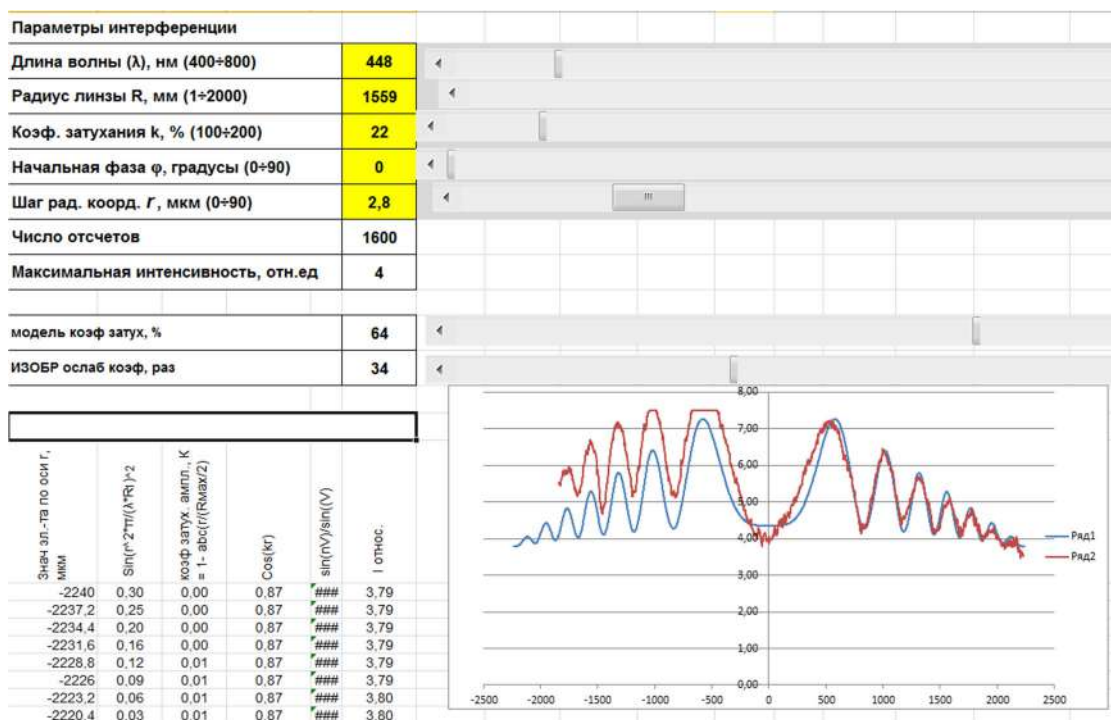 Параметры интерференции
Длина волны (λ), нм (400÷800) 448
Радиус линзы R, мм (1÷2000) 1559
Коэф. затухания k, % (100÷200) 22
Начальная фаза φ, градусы (0÷90) 0
Шаг рад. коорд. r, мкм (0÷90) 2,8
Число отсчетов 1600
Максимальная интенсивность, отн.ед 4
модель коэф затух, % 64
ИЗОБР ослаб коэф, раз 34
Знач эл.-та по оси r, мкм
Sin(r^2*π/(λ*R))^2
коэф затух. ампл., К = 1- abc(r/(Rмах/2)
Cos(kr)
sin(nV)/sin((V)
I относ.
-2240 0,30 0,00 0,87 ### 3,79
-2237,2 0,25 0,00 0,87 ### 3,79
-2234,4 0,20 0,00 0,87 ### 3,79
-2231,6 0,16 0,00 0,87 ### 3,79
-2228,8 0,12 0,01 0,87 ### 3,79
-2226 0,09 0,01 0,87 ### 3,79
-2223,2 0,06 0,01 0,87 ### 3,80
-2220,4 0,03 0,01 0,87 ### 3,80
8,00
7,00
6,00
5,00
4,00
3,00
2,00
1,00
0,00
-2500 -2000 -1500 -1000 -500 0 500 1000 1500 2000 2500
Ряд1
Ряд2